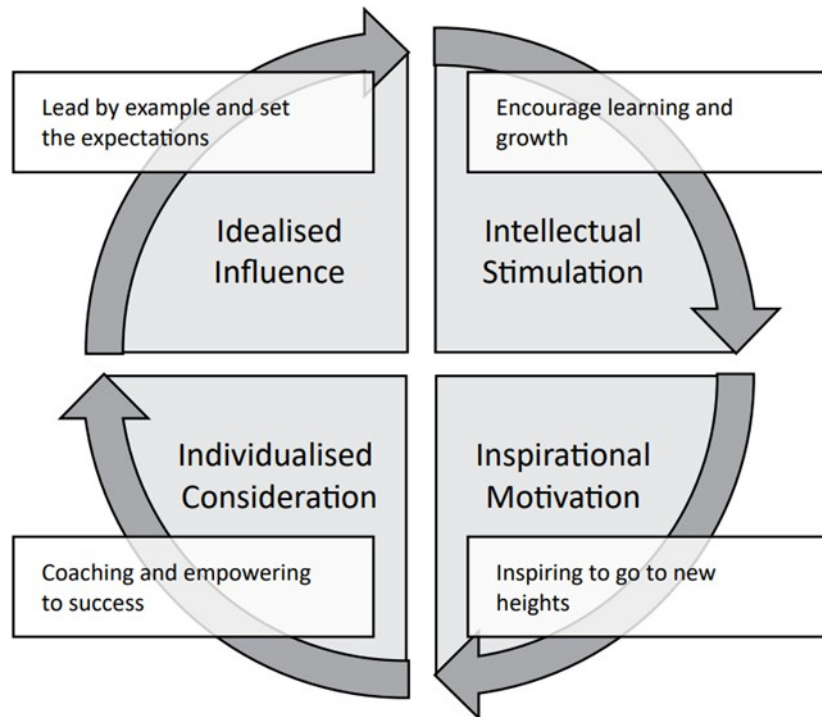 Lead by example and set
the expectations
Encourage learning and
growth
Idealised
Influence
Intellectual
Stimulation
Individualised
Consideration
Inspirational
Motivation
Coaching and empowering
to success
Inspiring to go to new
heights